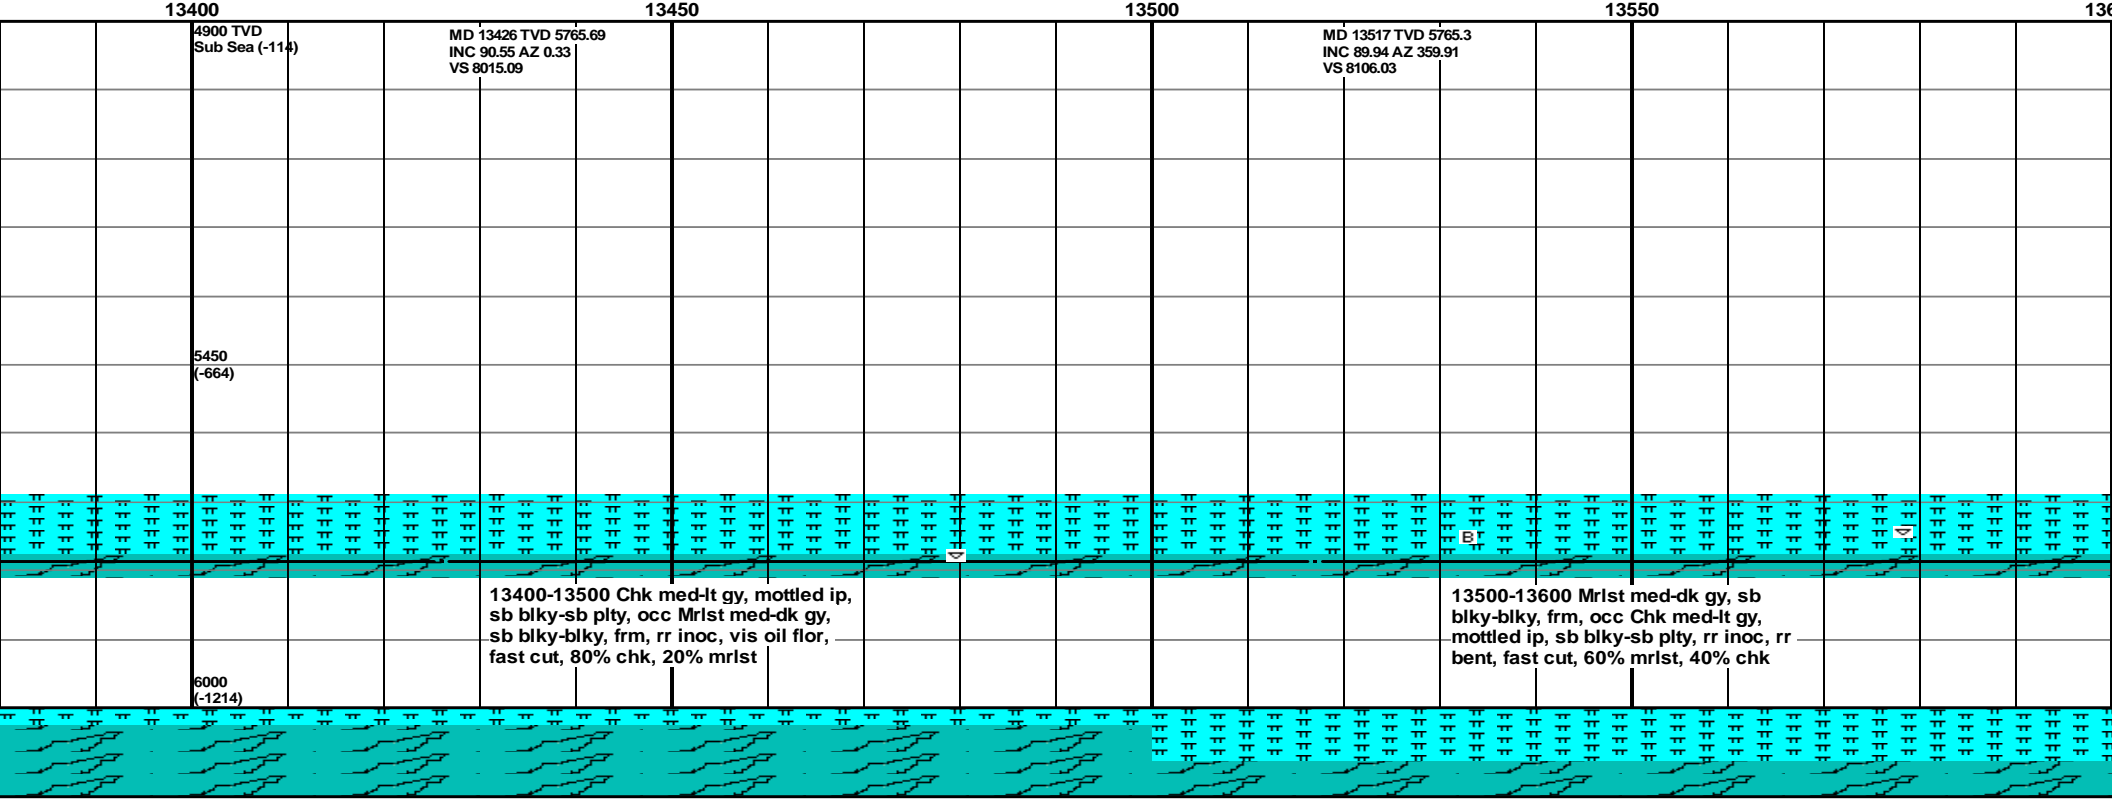 13400 13450 13500 13550 136
4900 TVD
Sub Sea (-114)
MD 13426 TVD 5765.69
INC 90.55 AZ 0.33
VS 8015.09
MD 13517 TVD 5765.3
INC 89.94 AZ 359.91
VS 8106.03
5450
(-664)
B
13400-13500 Chk med-lt gy, mottled ip,
sb blky-sb plty, occ Mrlst med-dk gy,
sb blky-blky, frm, rr inoc, vis oil flor,
fast cut, 80% chk, 20% mrlst
13500-13600 Mrlst med-dk gy, sb
blky-blky, frm, occ Chk med-lt gy,
mottled ip, sb blky-sb plty, rr inoc, rr
bent, fast cut, 60% mrlst, 40% chk
6000
(-1214)